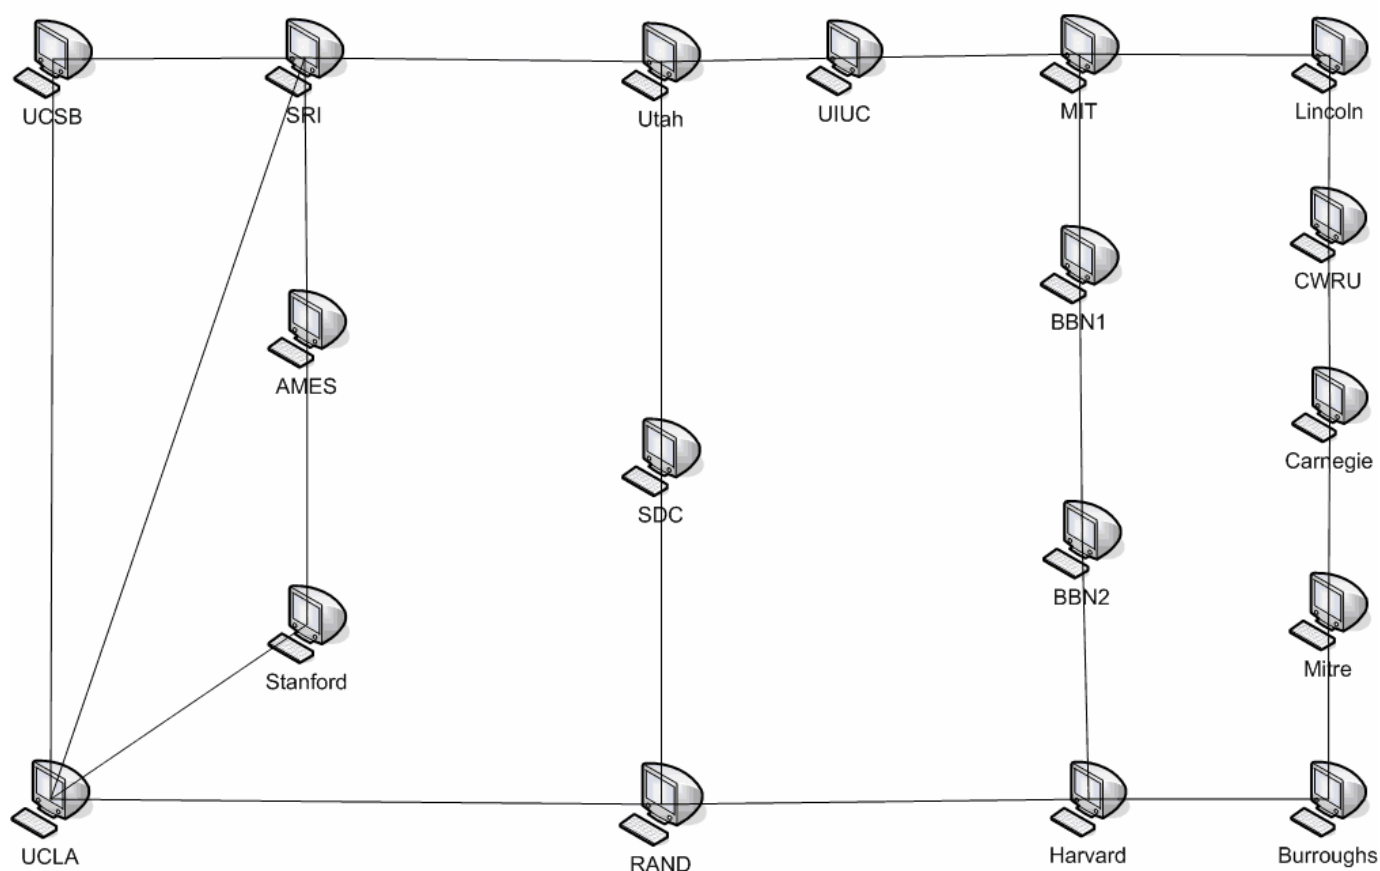 UCSB
SRI
Utah
UIUC
MIT
Lincoln
CWRU
BBN1
AMES
Carnegie
SDC
BBN2
Stanford
Mitre
UCLA
RAND
Harvard
Burroughs